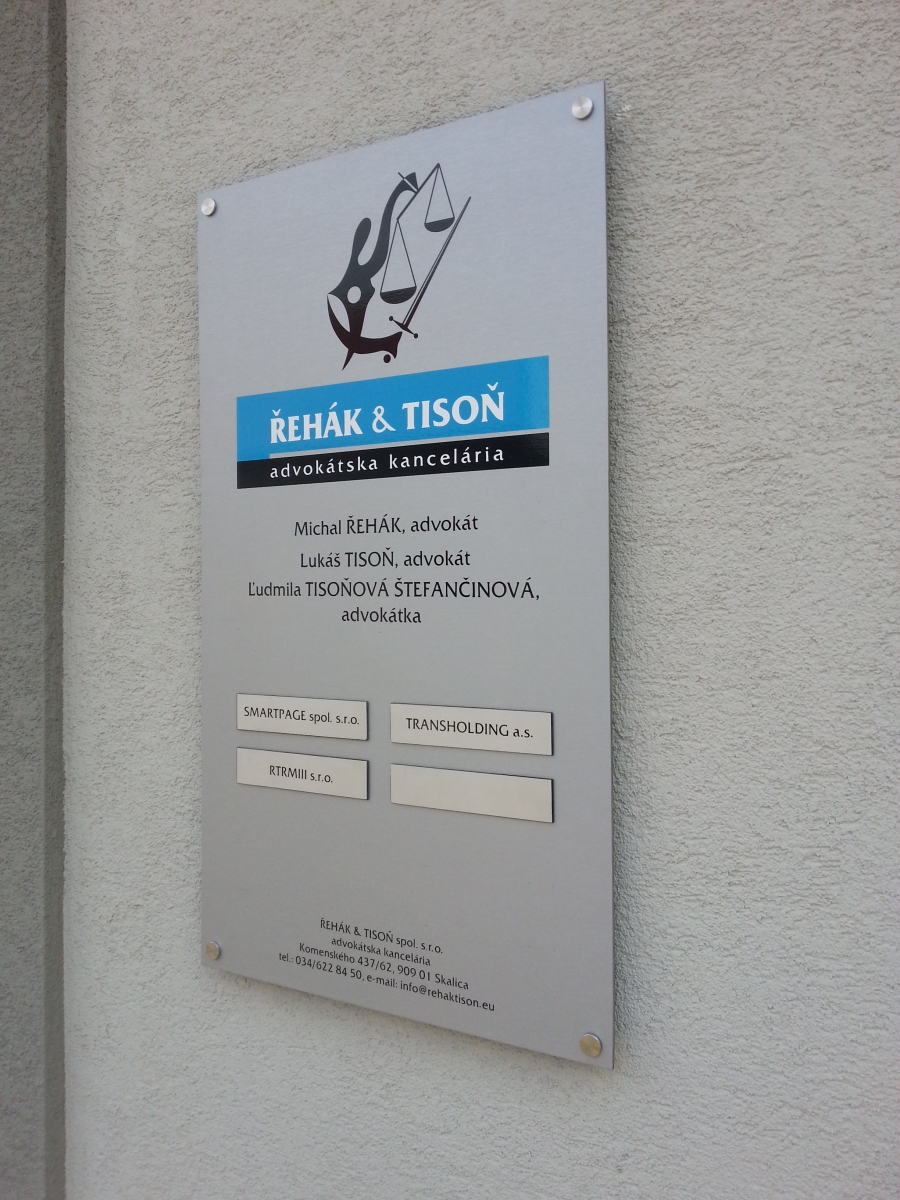 ŘEHÁK & TISOŇ
advokátska kancelária
Michal ŘEHÁK, advokát
Lukáš TISOŇ, advokát
Ľudmila TISOŇOVÁ ŠTEFANČINOVÁ,
advokátka
SMARTPAGE spol. s.r.o.
TRANSHOLDING a.s.
RTRMIII s.r.o.
ŘEHÁK & TISOŇ spol. s.r.o.
advokátska kancelária
Komenského 437/62, 909 01 Skalica
tel.: 034/622 84 50, e-mail: info@rehaktison.eu